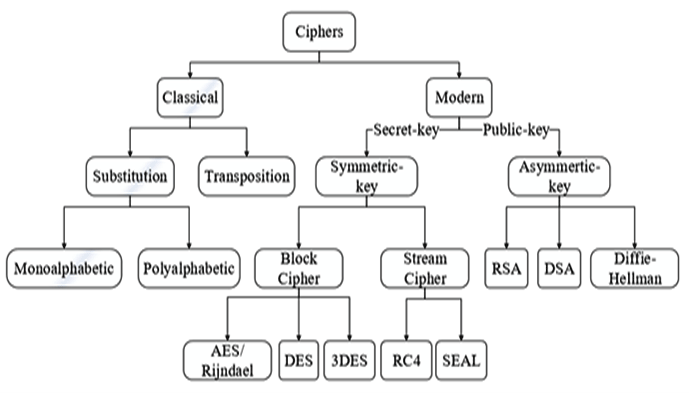 Ciphers
Classical
Modern
Secret-key
Public-key
Substitution
Transposition
Symmetric-
key
Asymmertic-
key
Monoalphabetic
Polyalphabetic
Block
Cipher
Stream
Cipher
RSA
DSA
Diffie-
Hellman
AES/
Rijndael
DES
3DES
RC4
SEAL